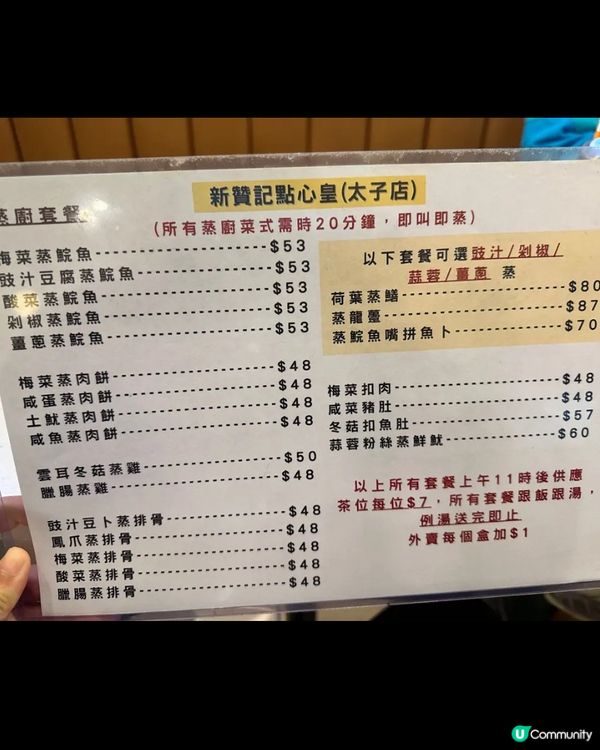 新贊記點心皇(太子店)
蒸廚套餐
(所有蒸廚菜式需時20分鐘，即叫即蒸)
梅菜蒸鯇魚$53
豉汁豆腐蒸鯇魚$53
酸菜蒸鯇魚$53
剁椒蒸鯇魚$53
薑蔥蒸鯇魚$53
梅菜蒸肉餅$48
咸蛋蒸肉餅$48
土魷蒸肉餅$48
咸魚蒸肉餅$48
雲耳冬菇蒸雞$50
臘腸蒸雞$48
豉汁豆卜蒸排骨$48
鳳爪蒸排骨$48
梅菜蒸排骨$48
酸菜蒸排骨$48
臘腸蒸排骨$48
以下套餐可選豉汁/剁椒/
蒜蓉/薑蔥 蒸
荷葉蒸鱔$80
蒸龍躉$87
蒸鯇魚嘴拼魚卜$70
梅菜扣肉$48
咸菜豬肚$48
冬菇扣魚肚$57
蒜蓉粉絲蒸鮮魷$60
以上所有套餐上午11時後供應
茶位每位$7，所有套餐跟飯跟湯，
例湯送完即止
外賣每個盒加$1
U Community